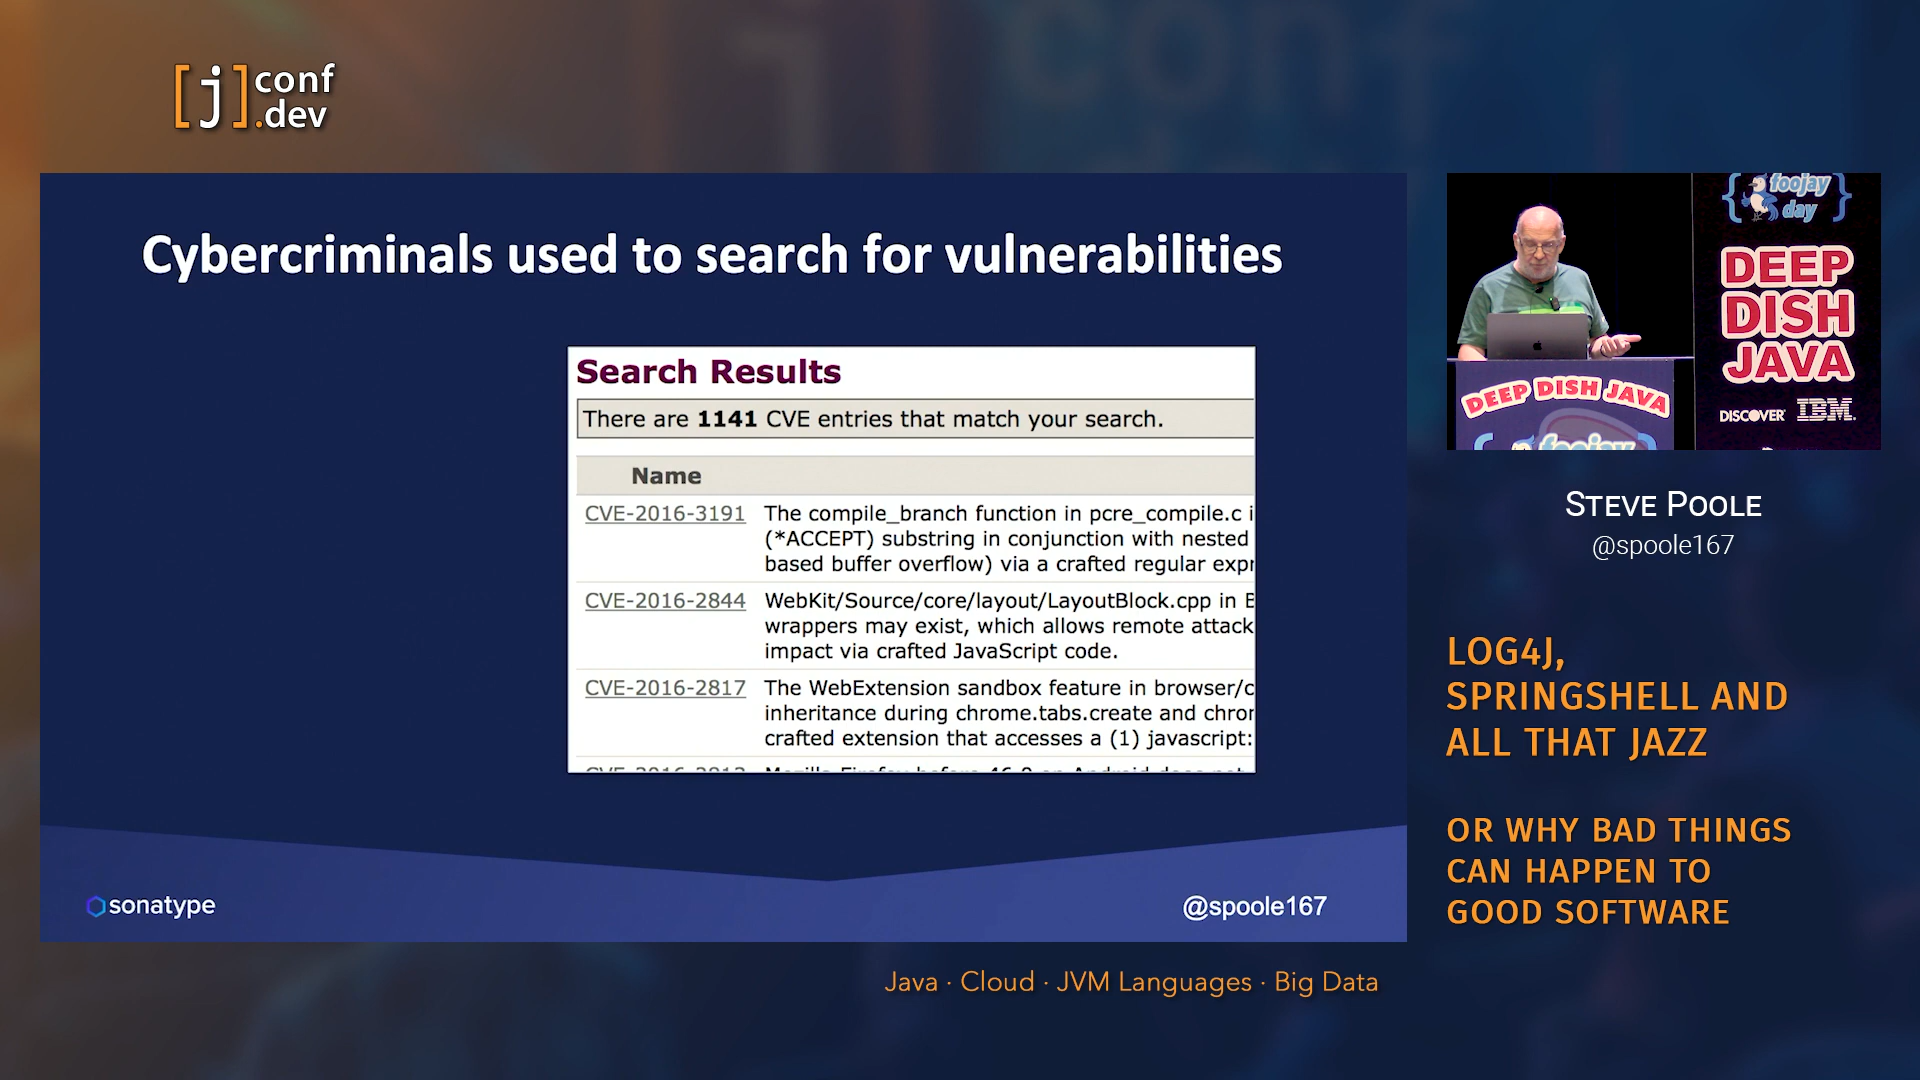 [j] conf
.dev
Cybercriminals used to search for vulnerabilities
Search Results
There are 1141 CVE entries that match your search.
Name
CVE-2016-3191 The compile_branch function in pcre_compile.c i
(*ACCEPT) substring in conjunction with nested
based buffer overflow) via a crafted regular expr
CVE-2016-2844 WebKit/Source/core/layout/LayoutBlock.cpp in B
wrappers may exist, which allows remote attack
impact via crafted JavaScript code.
CVE-2016-2817 The WebExtension sandbox feature in browser/c
inheritance during chrome.tabs.create and chror
crafted extension that accesses a (1) javascript:
sonatype
@spoole167
{foojay
day}
DEEP
DISH
JAVA
DISCOVER IBM.
DEEP DISH JAVA
foojay
STEVE POOLE
@spoole167
LOG4J,
SPRINGSHELL AND
ALL THAT JAZZ
OR WHY BAD THINGS
CAN HAPPEN TO
GOOD SOFTWARE
Java · Cloud · JVM Languages · Big Data